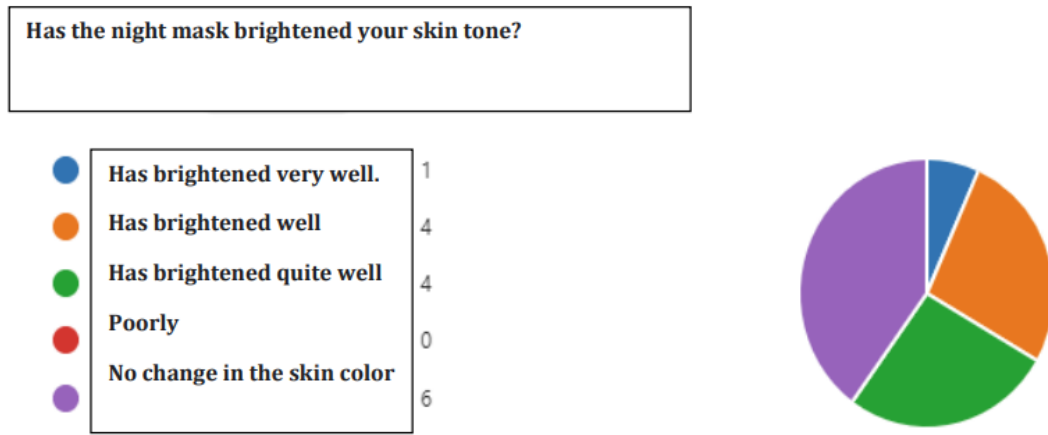 Has the night mask brightened your skin tone?
Has brightened very well. 1
Has brightened well 4
Has brightened quite well 4
Poorly 0
No change in the skin color 6